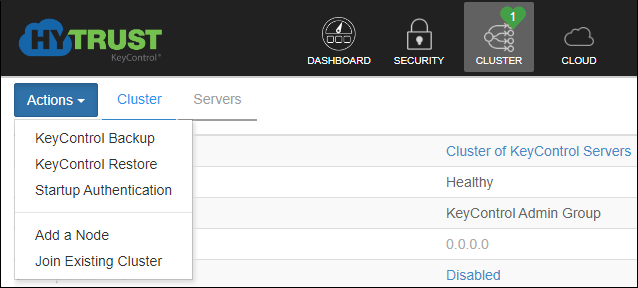 HYTRUST
KeyControl®
1
DASHBOARD
SECURITY
CLUSTER
CLOUD
Actions
Cluster
Servers
KeyControl Backup
KeyControl Restore
Startup Authentication
Add a Node
Join Existing Cluster
Cluster of KeyControl Servers
Healthy
KeyControl Admin Group
0.0.0.0
Disabled